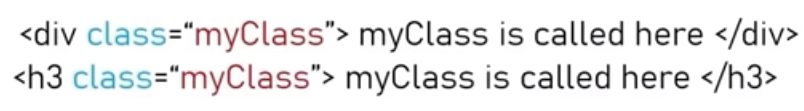 <div class=“myClass”> myClass is called here </div>
<h3 class=“myClass”> myClass is called here </h3>